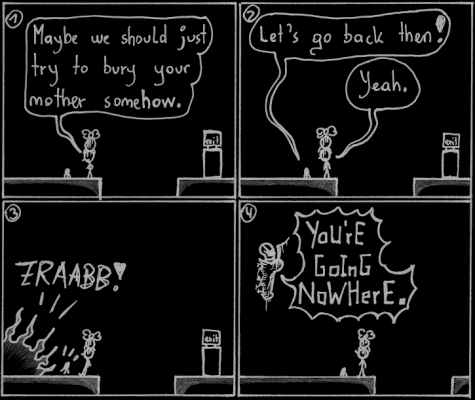 1
Maybe we should just
try to bury your
mother somehow.
exit
2
Let's go back then!
Yeah.
exit
3
ZRAABB!
exit
4
YoU'rE
GoInG
NoWHerE.